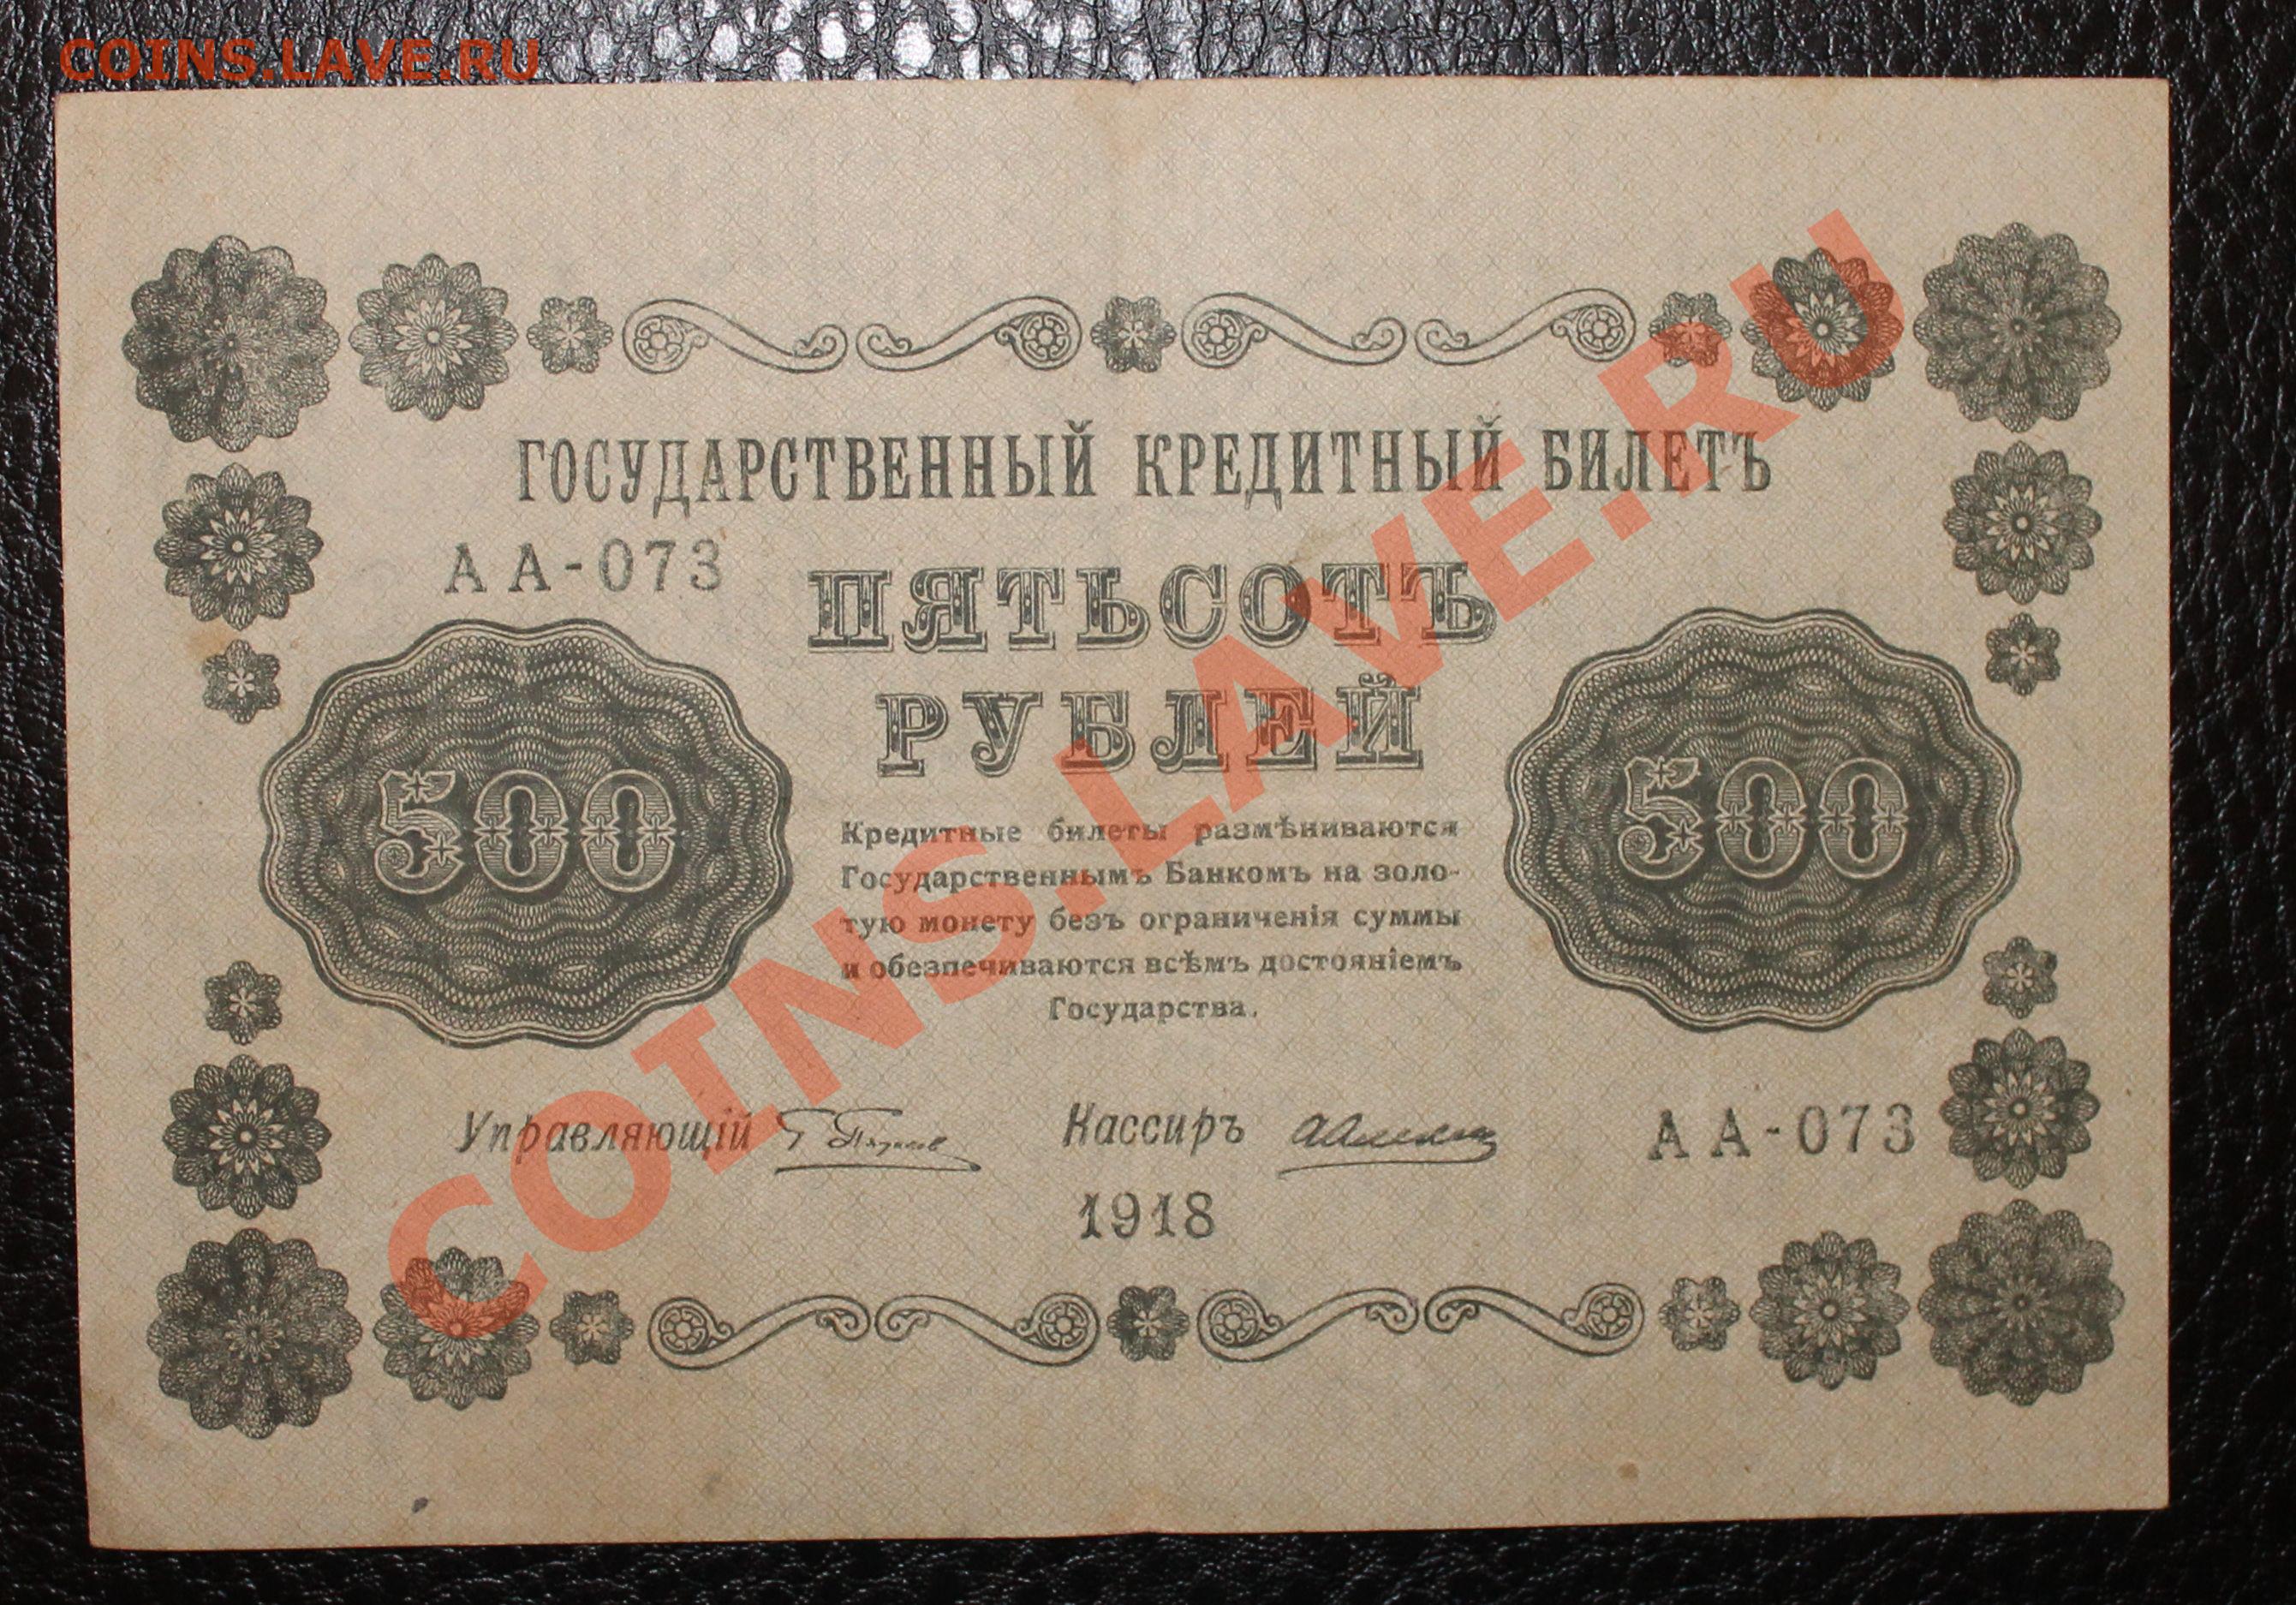 COINS.LAVE.RU
ГОСУДАРСТВЕННЫЙ КРЕДИТНЫЙ БИЛЕТЪ
АА-073
ПЯТЬСОТЪ
РУБЛЕЙ
500
500
Кредитные билеты размѣниваются
Государственнымъ Банкомъ на золо-
тую монету безъ ограниченія суммы
и обезпечиваются всѣмъ достояніемъ
Государства.
Управляющій
Кассиръ
АА-073
1918
COINS.LAVE.RU